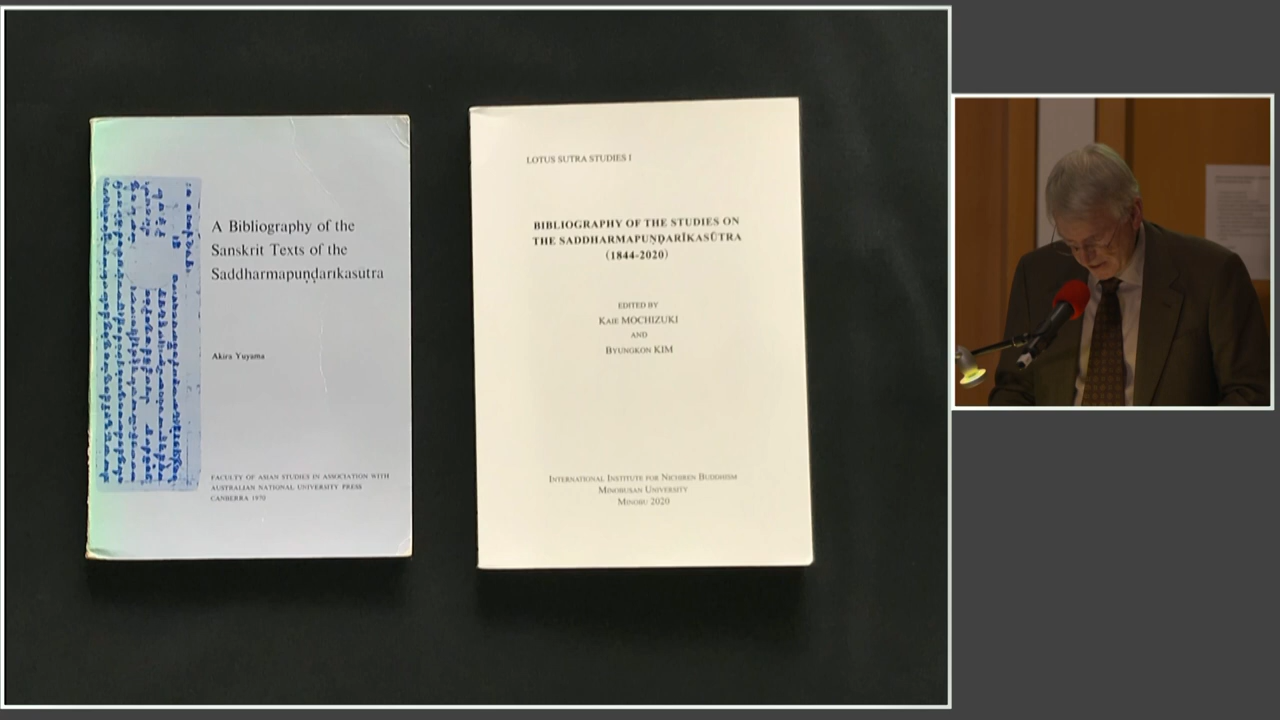 A Bibliography of the
Sanskrit Texts of the
Saddharmapuṇḍarīkasūtra
Akira Yuyama
FACULTY OF ASIAN STUDIES IN ASSOCIATION WITH
AUSTRALIAN NATIONAL UNIVERSITY PRESS
CANBERRA 1970
LOTUS SUTRA STUDIES I
BIBLIOGRAPHY OF THE STUDIES ON
THE SADDHARMAPUṆḌARĪKASŪTRA
(1844-2020)
EDITED BY
KAIE MOCHIZUKI
AND
BYUNGKON KIM
INTERNATIONAL INSTITUTE FOR NICHIREN BUDDHISM
MINOBUSAN UNIVERSITY
MINOBU 2020